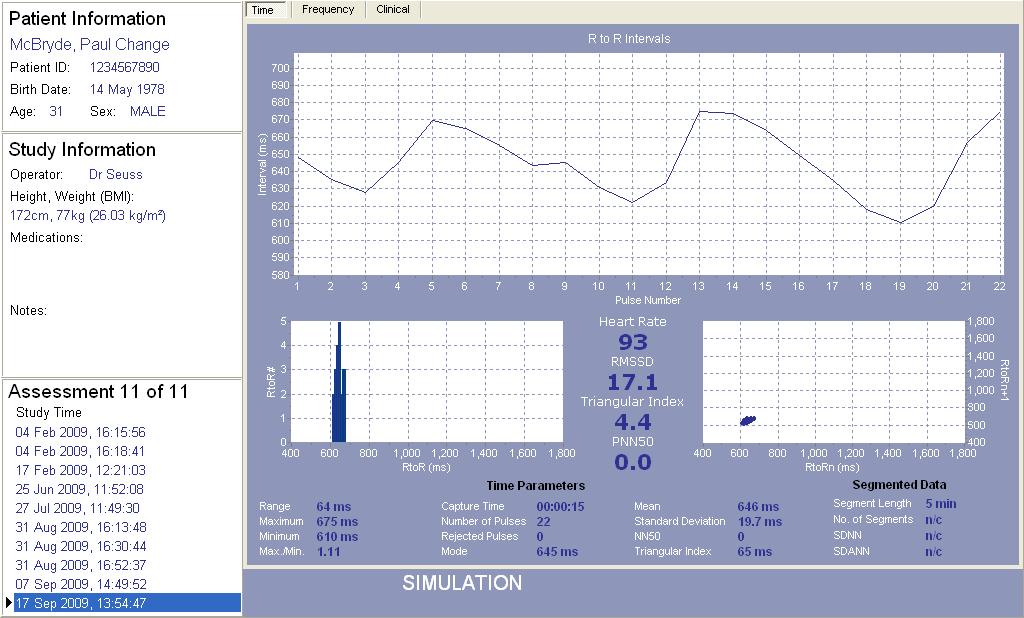 Patient Information
McBryde, Paul Change
Patient ID: 1234567890
Birth Date: 14 May 1978
Age: 31 Sex: MALE
Study Information
Operator: Dr Seuss
Height, Weight (BMI):
172cm, 77kg (26.03 kg/m²)
Medications:
Notes:
Assessment 11 of 11
Study Time
04 Feb 2009, 16:15:56
04 Feb 2009, 16:18:41
17 Feb 2009, 12:21:03
25 Jun 2009, 11:52:08
27 Jul 2009, 11:49:30
31 Aug 2009, 16:13:48
31 Aug 2009, 16:30:44
31 Aug 2009, 16:52:37
07 Sep 2009, 14:49:52
17 Sep 2009, 13:54:47
Time Frequency Clinical
R to R Intervals
Interval (ms)
700
690
680
670
660
650
640
630
620
610
600
590
580
1 2 3 4 5 6 7 8 9 10 11 12 13 14 15 16 17 18 19 20 21 22
Pulse Number
RtoR#
5
4
3
2
1
0
400 600 800 1,000 1,200 1,400 1,600 1,800
RtoR (ms)
Heart Rate
93
RMSSD
17.1
Triangular Index
4.4
PNN50
0.0
1,800
1,600
1,400
1,200
1,000
800
600
400
RtoRn+1
400 600 800 1,000 1,200 1,400 1,600 1,800
RtoRn (ms)
Time Parameters
Range 64 ms
Maximum 675 ms
Minimum 610 ms
Max./Min. 1.11
Capture Time 00:00:15
Number of Pulses 22
Rejected Pulses 0
Mode 645 ms
Mean 646 ms
Standard Deviation 19.7 ms
NN50 0
Triangular Index 65 ms
Segmented Data
Segment Length 5 min
No. of Segments n/c
SDNN n/c
SDANN n/c
SIMULATION